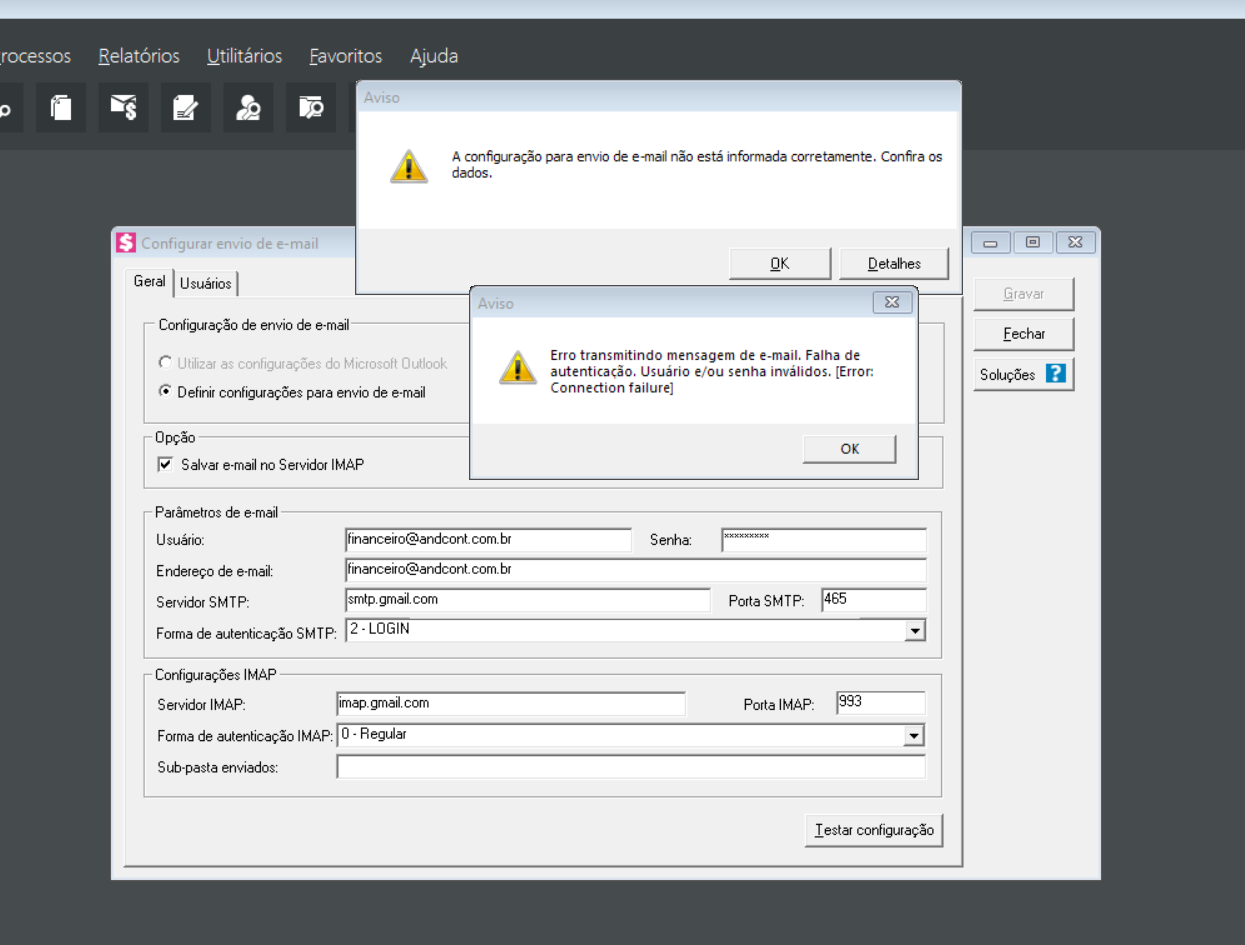 rocessos Relatórios Utilitários Favoritos Ajuda
Aviso
A configuração para envio de e-mail não está informada corretamente. Confira os
dados.
OK Detalhes
Configurar envio de e-mail
Geral Usuários
Gravar
Fechar
Soluções ?
Aviso
Erro transmitindo mensagem de e-mail. Falha de
autenticação. Usuário e/ou senha inválidos. [Error:
Connection failure]
OK
Configuração de envio de e-mail
Utilizar as configurações do Microsoft Outlook
Definir configurações para envio de e-mail
Opção
Salvar e-mail no Servidor IMAP
Parâmetros de e-mail
Usuário: financeiro@andcont.com.br Senha: xxxxxxxxx
Endereço de e-mail: financeiro@andcont.com.br
Servidor SMTP: smtp.gmail.com Porta SMTP: 465
Forma de autenticação SMTP: 2 - LOGIN
Configurações IMAP
Servidor IMAP: imap.gmail.com Porta IMAP: 993
Forma de autenticação IMAP: 0 - Regular
Sub-pasta enviados:
Testar configuração